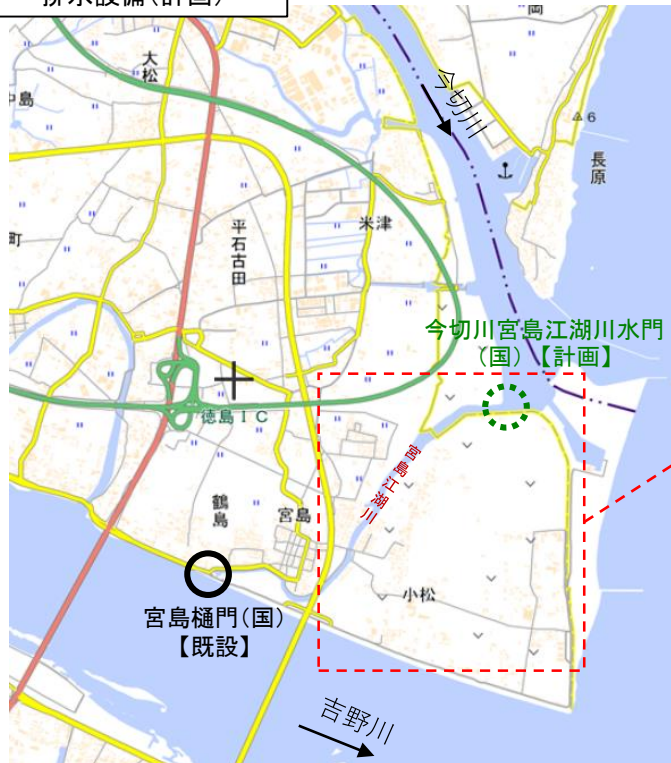 排水設備(計画)
大松
中島
岡
今切川
6
長原
米津
平石古田
町
今切川宮島江湖川水門
(国)【計画】
徳島IC
宮島江湖川
鶴島
宮島
小松
宮島樋門(国)
【既設】
吉野川